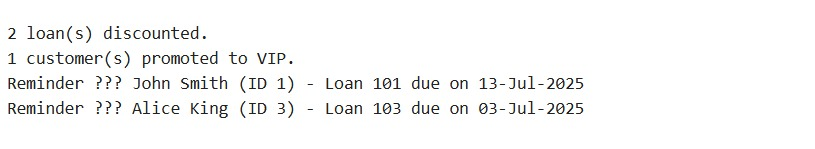 2 loan(s) discounted.
1 customer(s) promoted to VIP.
Reminder ??? John Smith (ID 1) - Loan 101 due on 13-Jul-2025
Reminder ??? Alice King (ID 3) - Loan 103 due on 03-Jul-2025